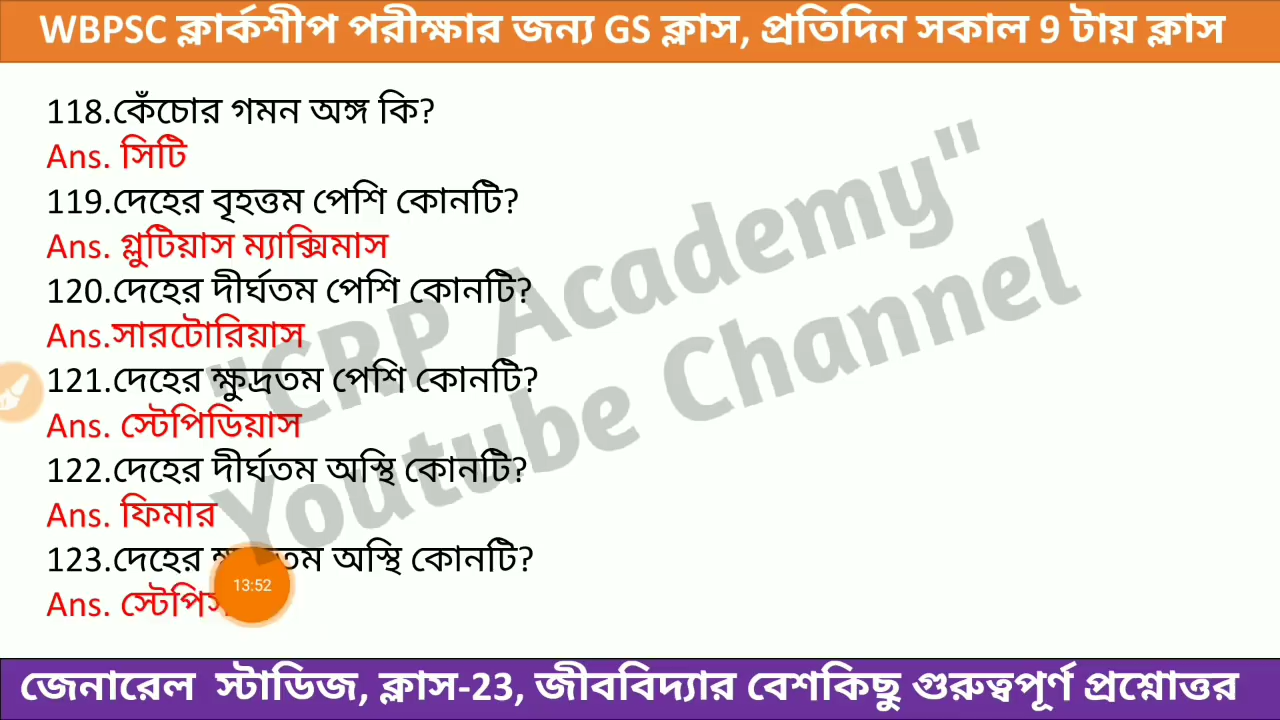 WBPSC ক্লার্কশীপ পরীক্ষার জন্য GS ক্লাস, প্রতিদিন সকাল 9 টায় ক্লাস
118.কেঁচোর গমন অঙ্গ কি?
Ans. সিটি
119.দেহের বৃহত্তম পেশি কোনটি?
Ans. গ্লুটিয়াস ম্যাক্সিমাস
120.দেহের দীর্ঘতম পেশি কোনটি?
Ans.সারটোরিয়াস
121.দেহের ক্ষুদ্রতম পেশি কোনটি?
Ans. স্টেপিডিয়াস
122.দেহের দীর্ঘতম অস্থি কোনটি?
Ans. ফিমার
123.দেহের অস্থি কোনটি?
Ans.
13:52
"CRP Academy"
Youtube Channel
জেনারেল স্টাডিজ, ক্লাস-23, জীববিদ্যার বেশকিছু গুরুত্বপূর্ণ প্রশ্নোত্তর